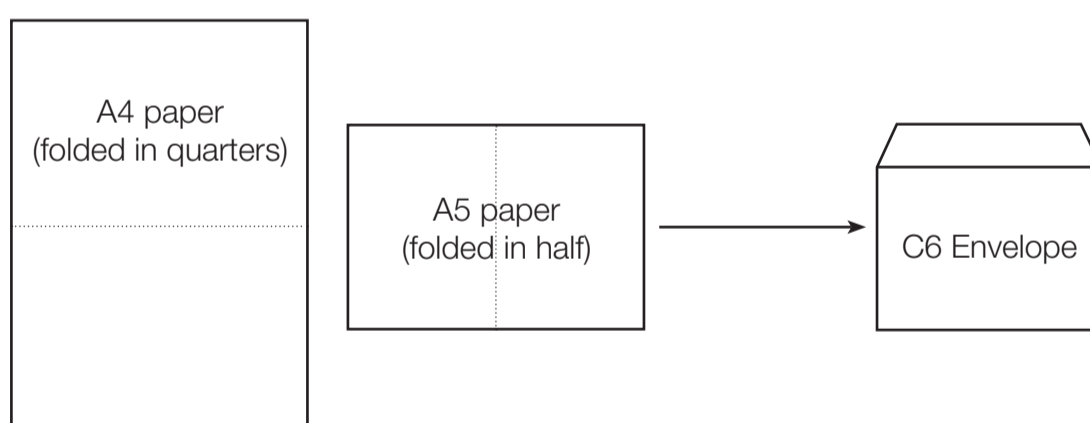 A4 paper
(folded in quarters)
A5 paper
(folded in half)
C6 Envelope